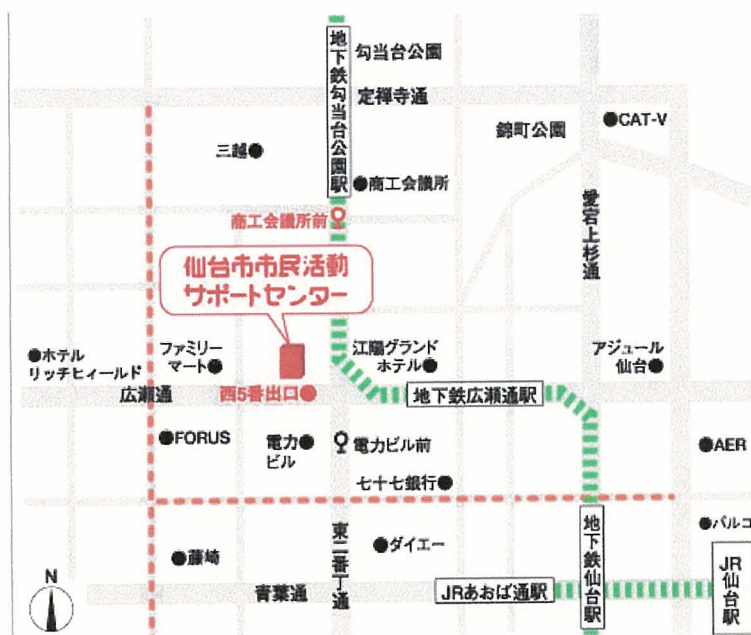 地下鉄勾当台公園駅
勾当台公園
定禅寺通
錦町公園
●CAT-V
三越●
●商工会議所
商工会議所前
愛宕上杉通
仙台市市民活動
サポートセンター
●ホテル
リッチヒィールド
ファミリー
マート●
江陽グランド
ホテル●
アジュール
仙台●
広瀬通
西5番出口●
地下鉄広瀬通駅
●FORUS
電力●
ビル
電力ビル前
●AER
七十七銀行●
●パルコ
●藤崎
東二番丁通
●ダイエー
地下鉄仙台駅
JR仙台駅
N
青葉通
JRあおば通駅